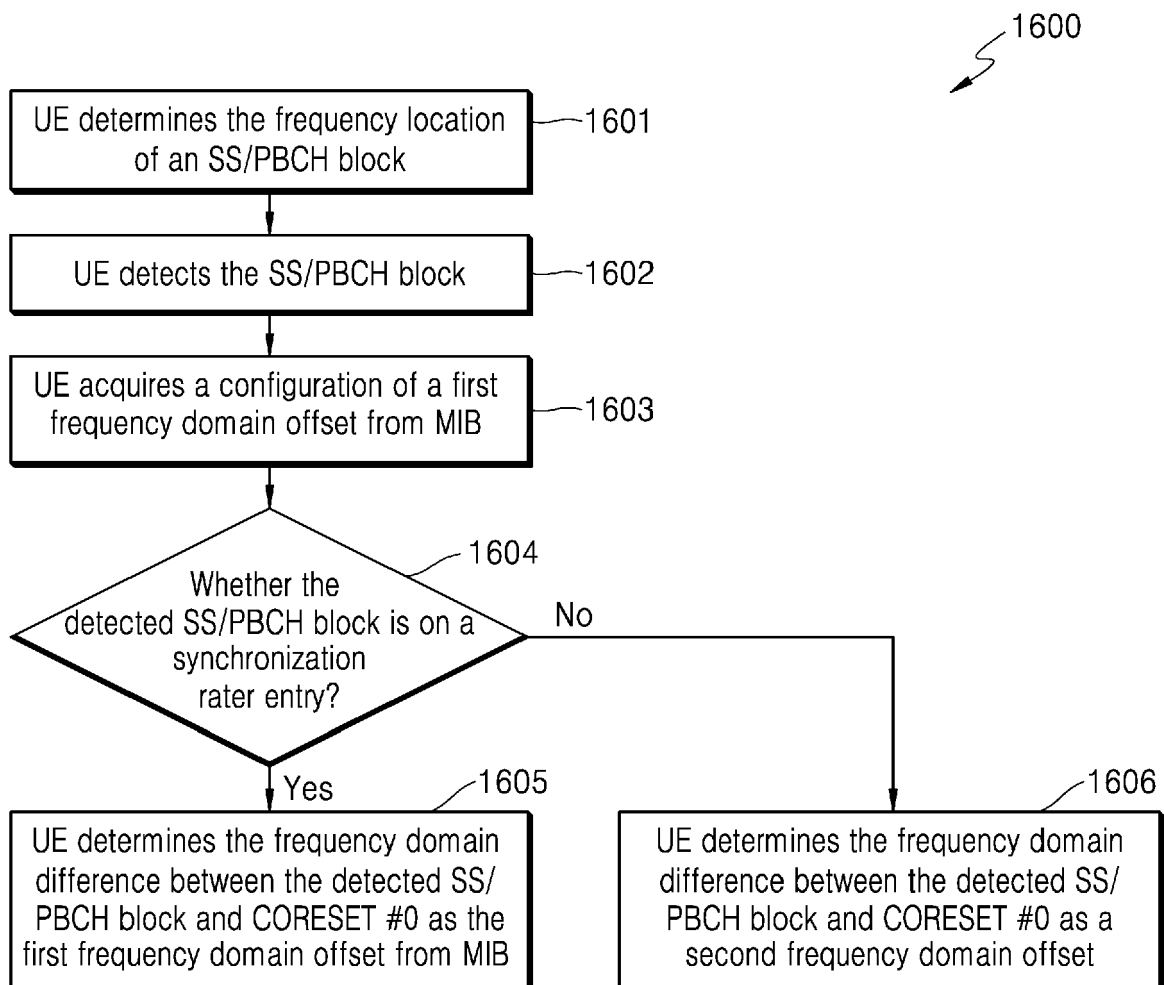 1600
UE determines the frequency location
of an SS/PBCH block
1601
UE detects the SS/PBCH block
1602
UE acquires a configuration of a first
frequency domain offset from MIB
1603
1604
Whether the
detected SS/PBCH block is on a
synchronization
rater entry?
No
Yes
1605
UE determines the frequency domain
difference between the detected SS/
PBCH block and CORESET #0 as the
first frequency domain offset from MIB
1606
UE determines the frequency domain
difference between the detected SS/
PBCH block and CORESET #0 as a
second frequency domain offset